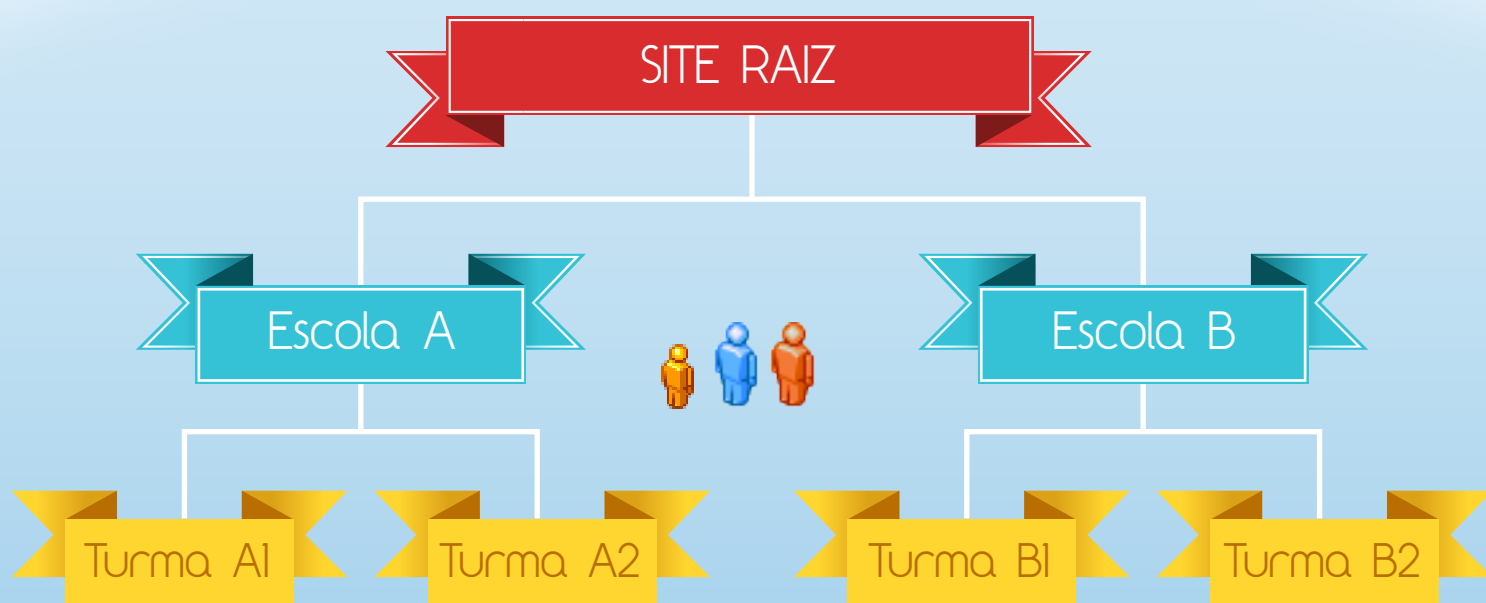 SITE RAIZ
Escola A
Escola B
Turma A1
Turma A2
Turma B1
Turma B2